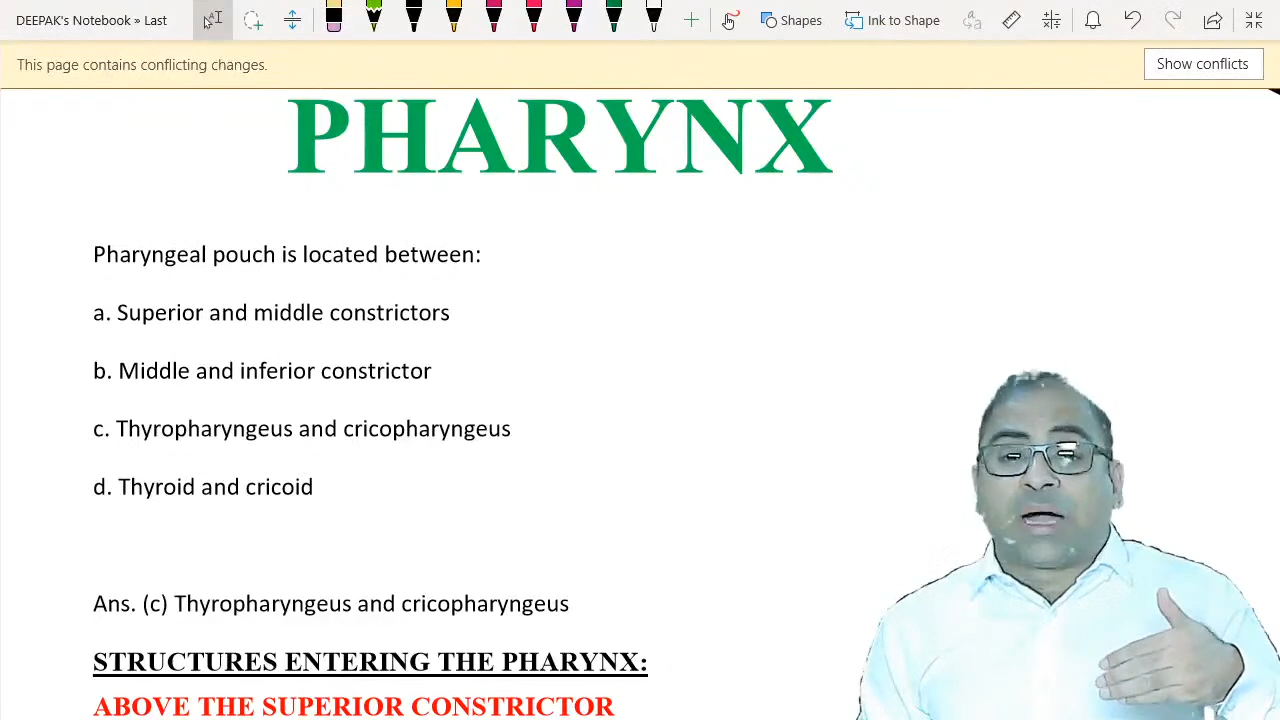 DEEPAK's Notebook » Last
Shapes
Ink to Shape
This page contains conflicting changes.
Show conflicts
PHARYNX
Pharyngeal pouch is located between:
a. Superior and middle constrictors
b. Middle and inferior constrictor
c. Thyropharyngeus and cricopharyngeus
d. Thyroid and cricoid
Ans. (c) Thyropharyngeus and cricopharyngeus
STRUCTURES ENTERING THE PHARYNX:
ABOVE THE SUPERIOR CONSTRICTOR